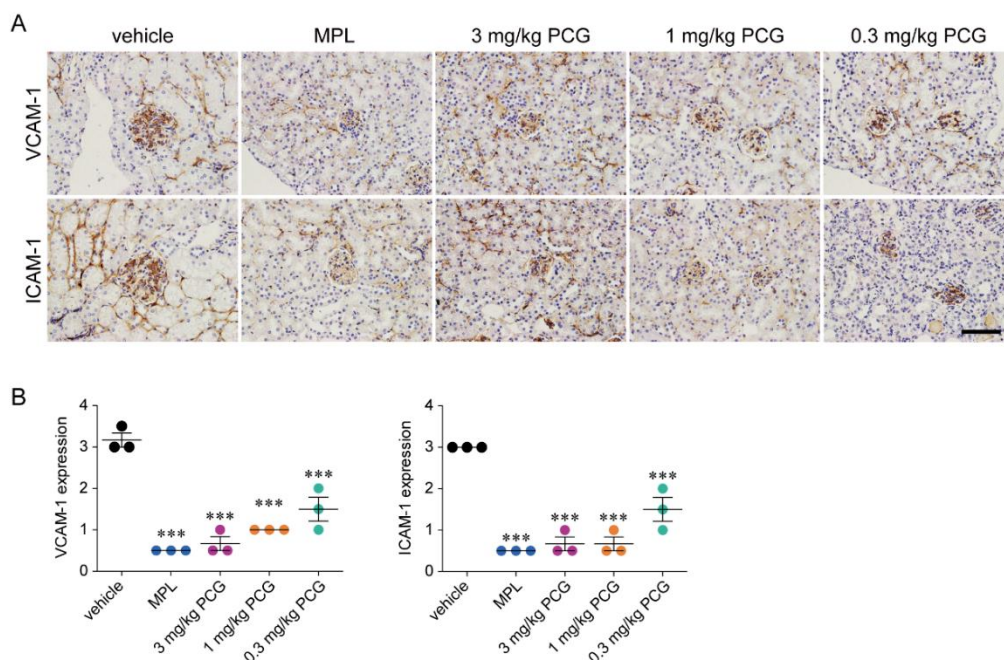 A
vehicle MPL 3 mg/kg PCG 1 mg/kg PCG 0.3 mg/kg PCG
VCAM-1
ICAM-1
B
VCAM-1 expression
4
3
2
1
0
***
***
***
***
vehicle
MPL
3 mg/kg PCG
1 mg/kg PCG
0.3 mg/kg PCG
ICAM-1 expression
4
3
2
1
0
***
***
***
***
vehicle
MPL
3 mg/kg PCG
1 mg/kg PCG
0.3 mg/kg PCG